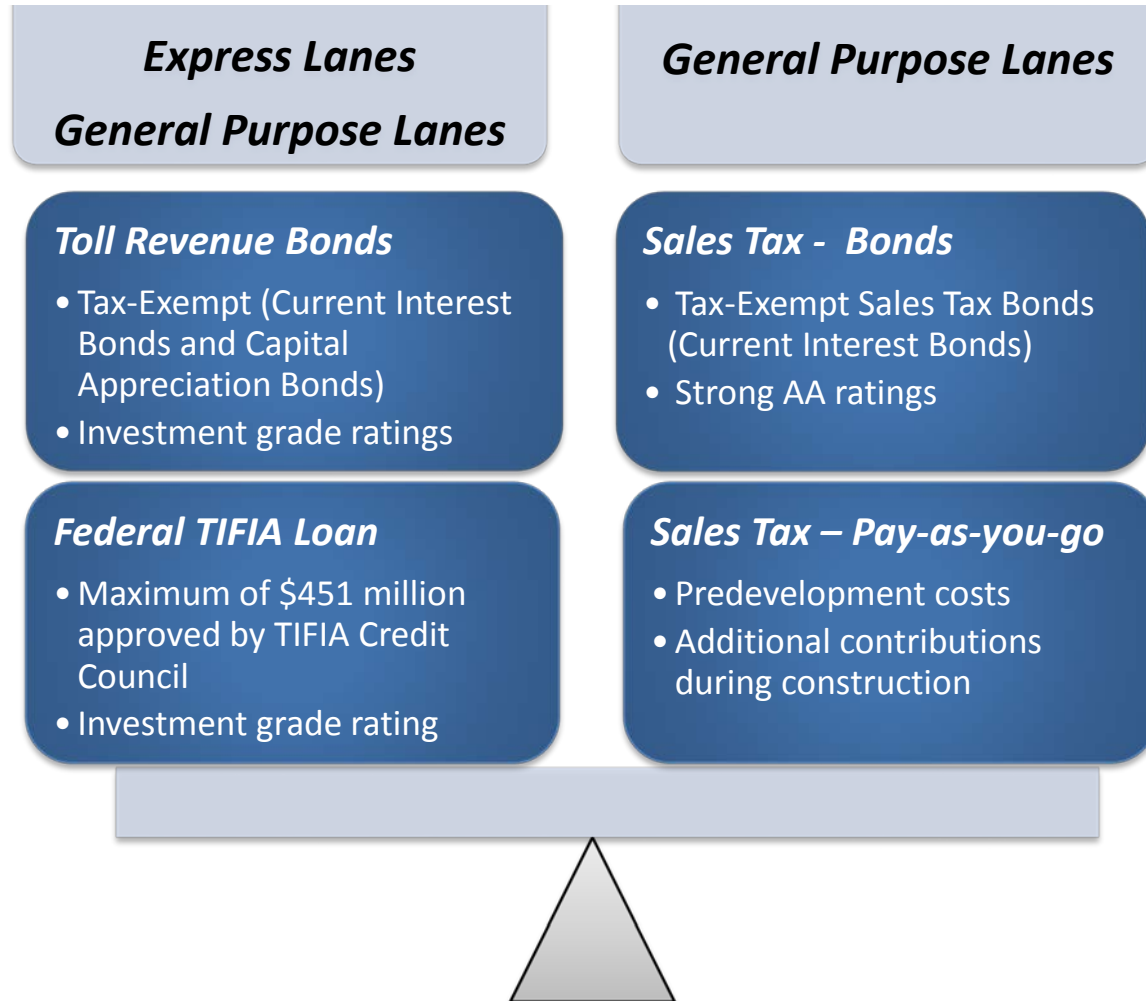 Express Lanes
General Purpose Lanes
General Purpose Lanes
Toll Revenue Bonds
• Tax-Exempt (Current Interest
Bonds and Capital
Appreciation Bonds)
• Investment grade ratings
Sales Tax - Bonds
• Tax-Exempt Sales Tax Bonds
(Current Interest Bonds)
• Strong AA ratings
Federal TIFIA Loan
• Maximum of $451 million
approved by TIFIA Credit
Council
• Investment grade rating
Sales Tax – Pay-as-you-go
• Predevelopment costs
• Additional contributions
during construction